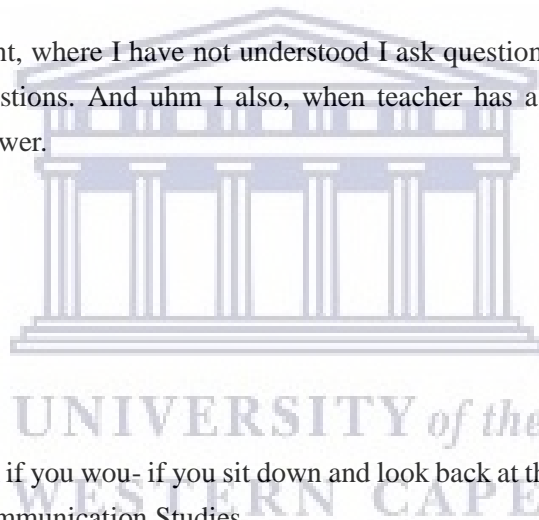 nt, where I have not understood I ask question
estions. And uhm I also, when teacher has a
wer.
UNIVERSITY of the
if you wou- if you sit down and look back at th
WESTERN CAPE
mmunication Studies